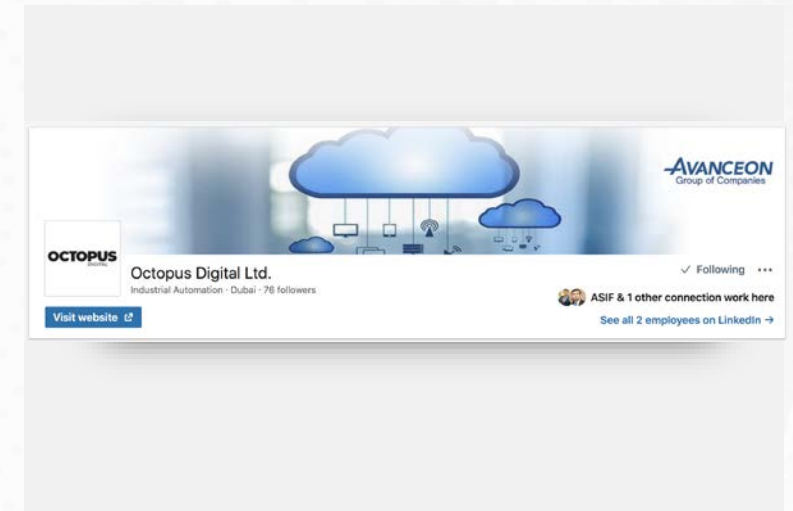 AVANCEON
Group of Companies
OCTOPUS
DIGITAL
Octopus Digital Ltd.
Industrial Automation · Dubai · 76 followers
✓ Following ···
ASIF & 1 other connection work here
Visit website
See all 2 employees on LinkedIn →